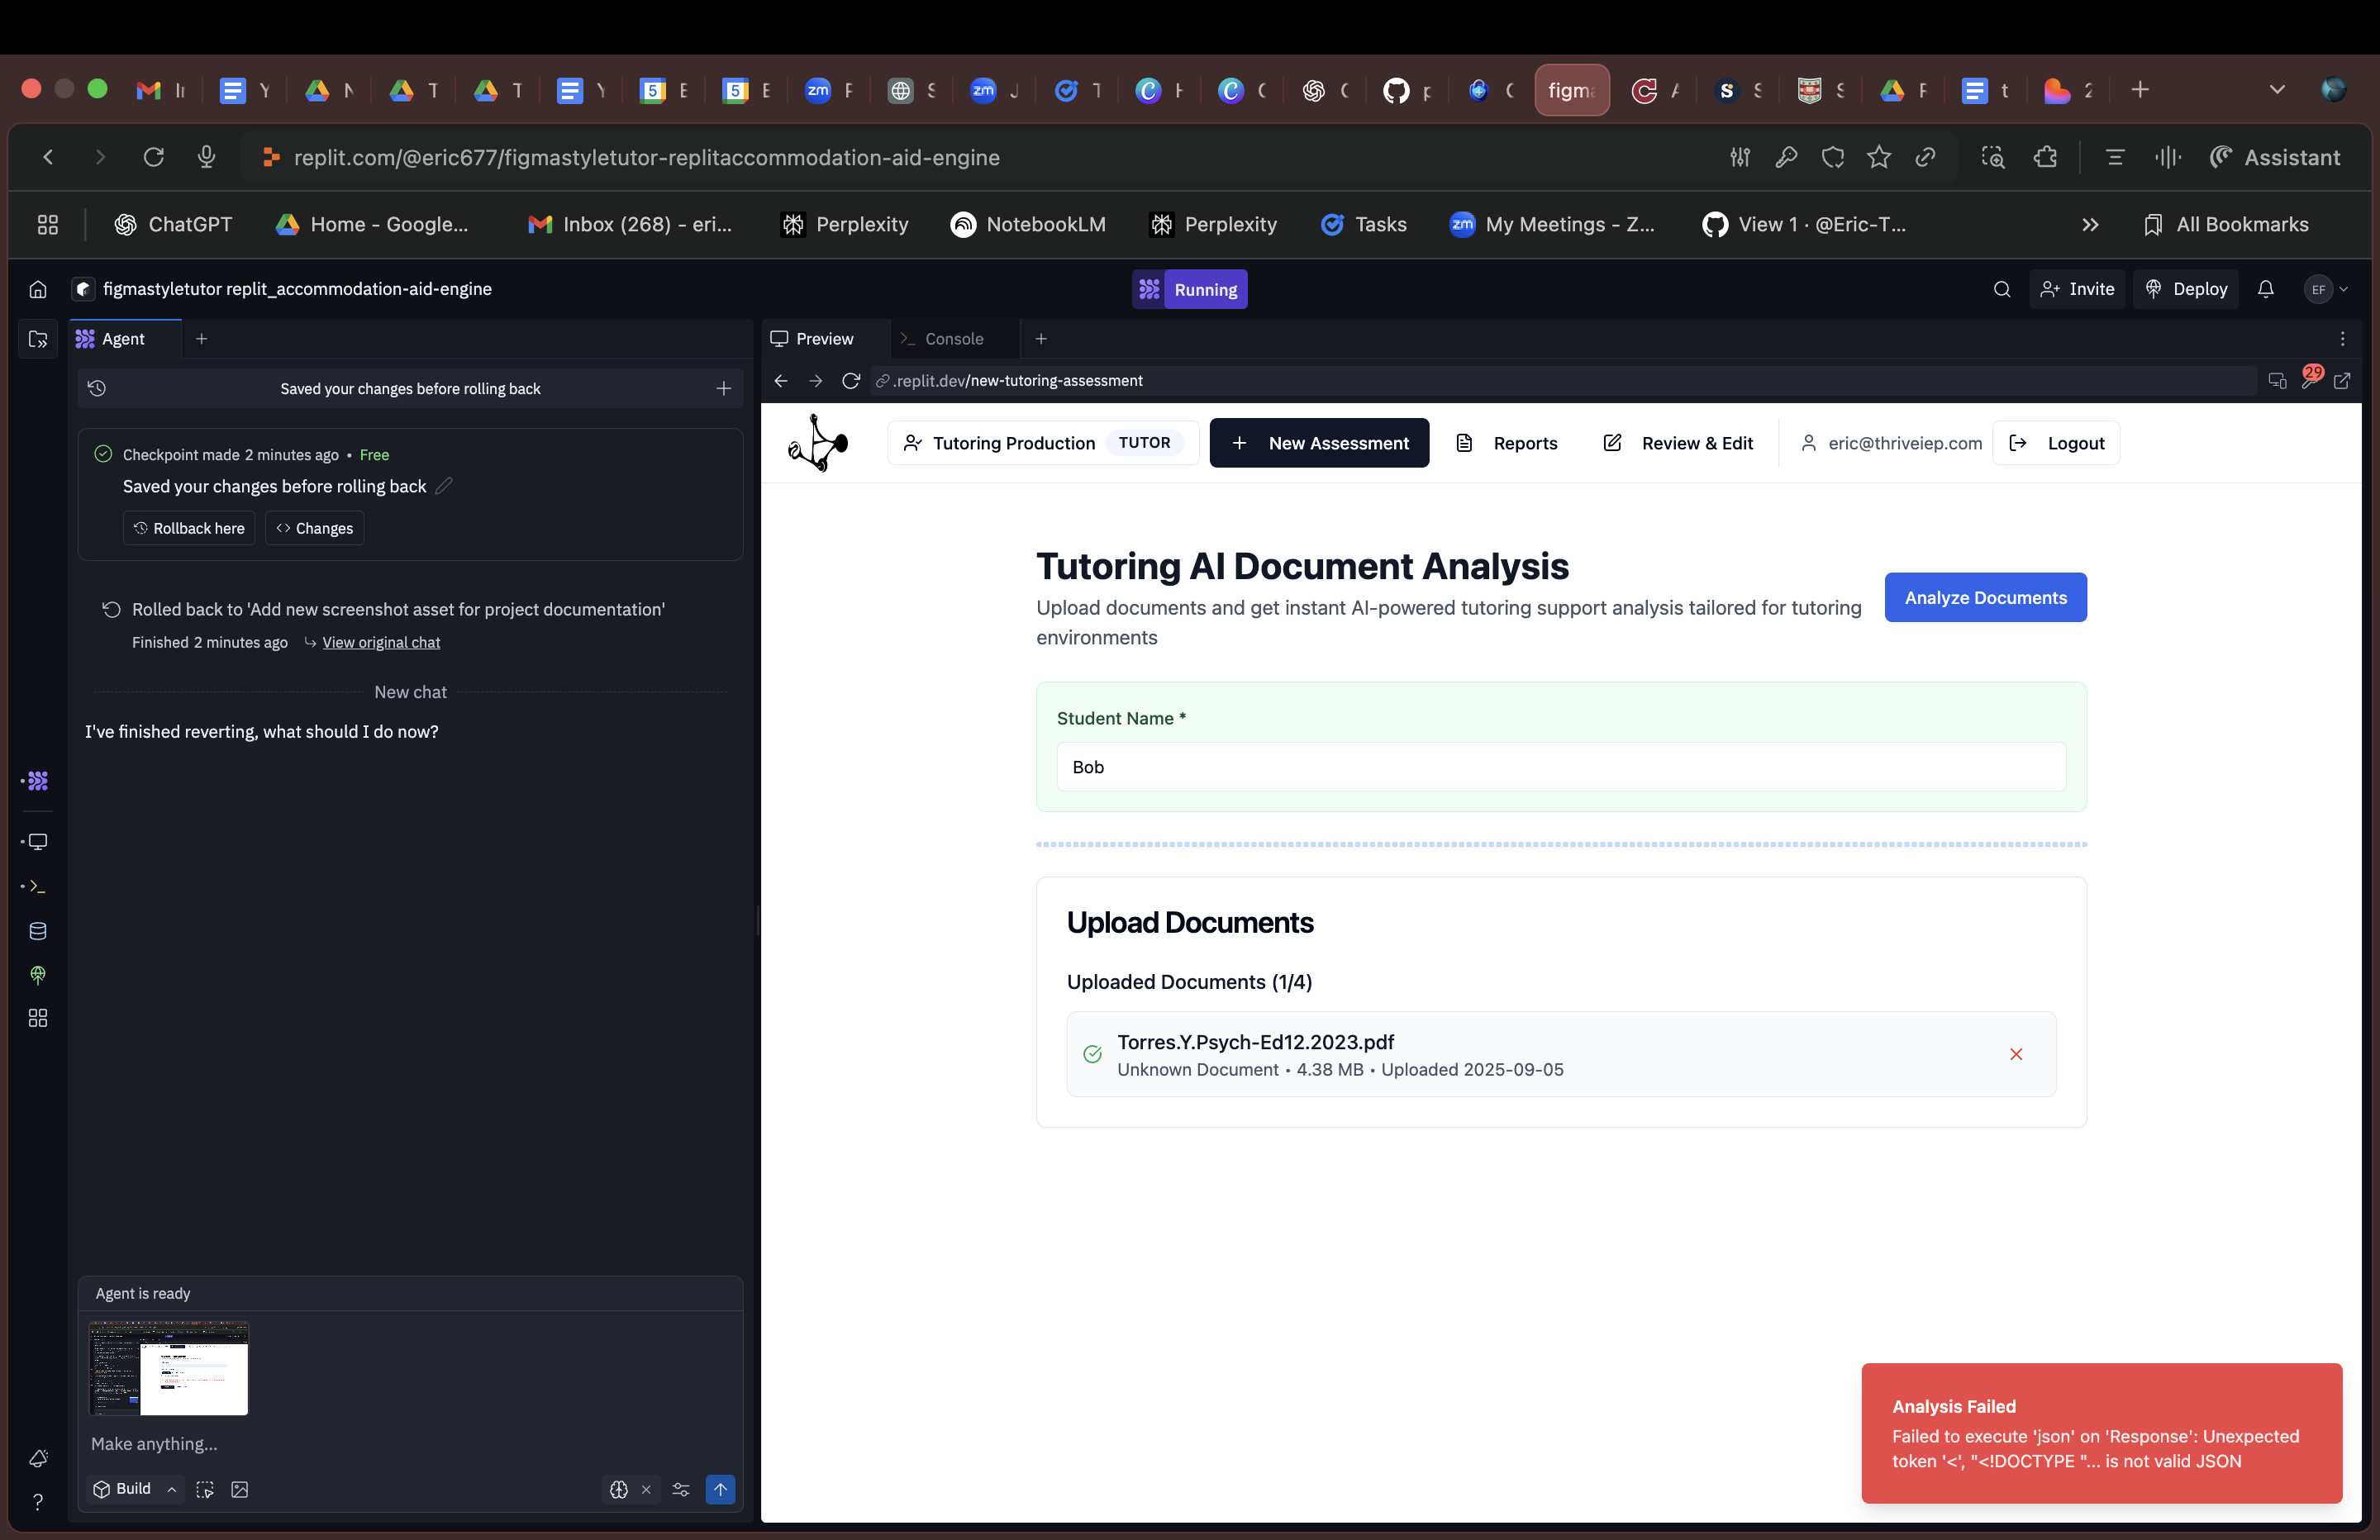 figma
replit.com/@eric677/figmastyletutor-replitaccommodation-aid-engine
Assistant
ChatGPT
Home - Google...
Inbox (268) - eri...
Perplexity
NotebookLM
Perplexity
Tasks
My Meetings - Z...
View 1 · @Eric-T...
All Bookmarks
figmastyletutor replit_accommodation-aid-engine
Running
Invite
Deploy
EF
Agent
Preview
Console
Saved your changes before rolling back
.replit.dev/new-tutoring-assessment
29
Checkpoint made 2 minutes ago • Free
Saved your changes before rolling back
Rollback here
Changes
Rolled back to 'Add new screenshot asset for project documentation'
Finished 2 minutes ago
View original chat
New chat
I've finished reverting, what should I do now?
Agent is ready
Make anything...
Build
Tutoring Production TUTOR
New Assessment
Reports
Review & Edit
eric@thriveiep.com
Logout
Tutoring AI Document Analysis
Upload documents and get instant AI-powered tutoring support analysis tailored for tutoring
environments
Analyze Documents
Student Name *
Bob
Upload Documents
Uploaded Documents (1/4)
Torres.Y.Psych-Ed12.2023.pdf
Unknown Document • 4.38 MB • Uploaded 2025-09-05
Analysis Failed
Failed to execute 'json' on 'Response': Unexpected
token '<', "<!DOCTYPE "... is not valid JSON